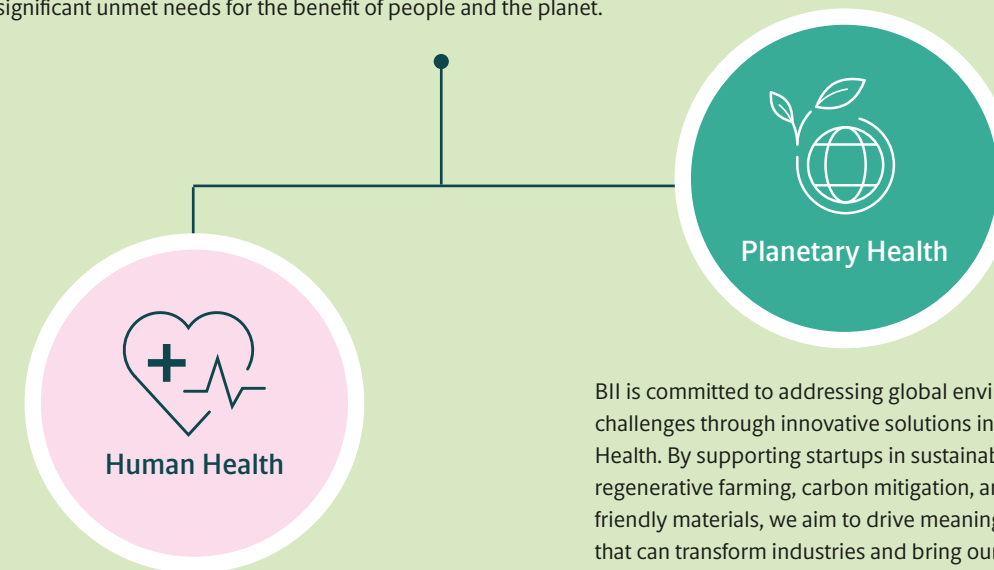 significant unmet needs for the benefit of people and the planet.
Planetary Health
Human Health
BII is committed to addressing global envi
challenges through innovative solutions in
Health. By supporting startups in sustainab
regenerative farming, carbon mitigation, a
friendly materials, we aim to drive meaning
that can transform industries and bring our